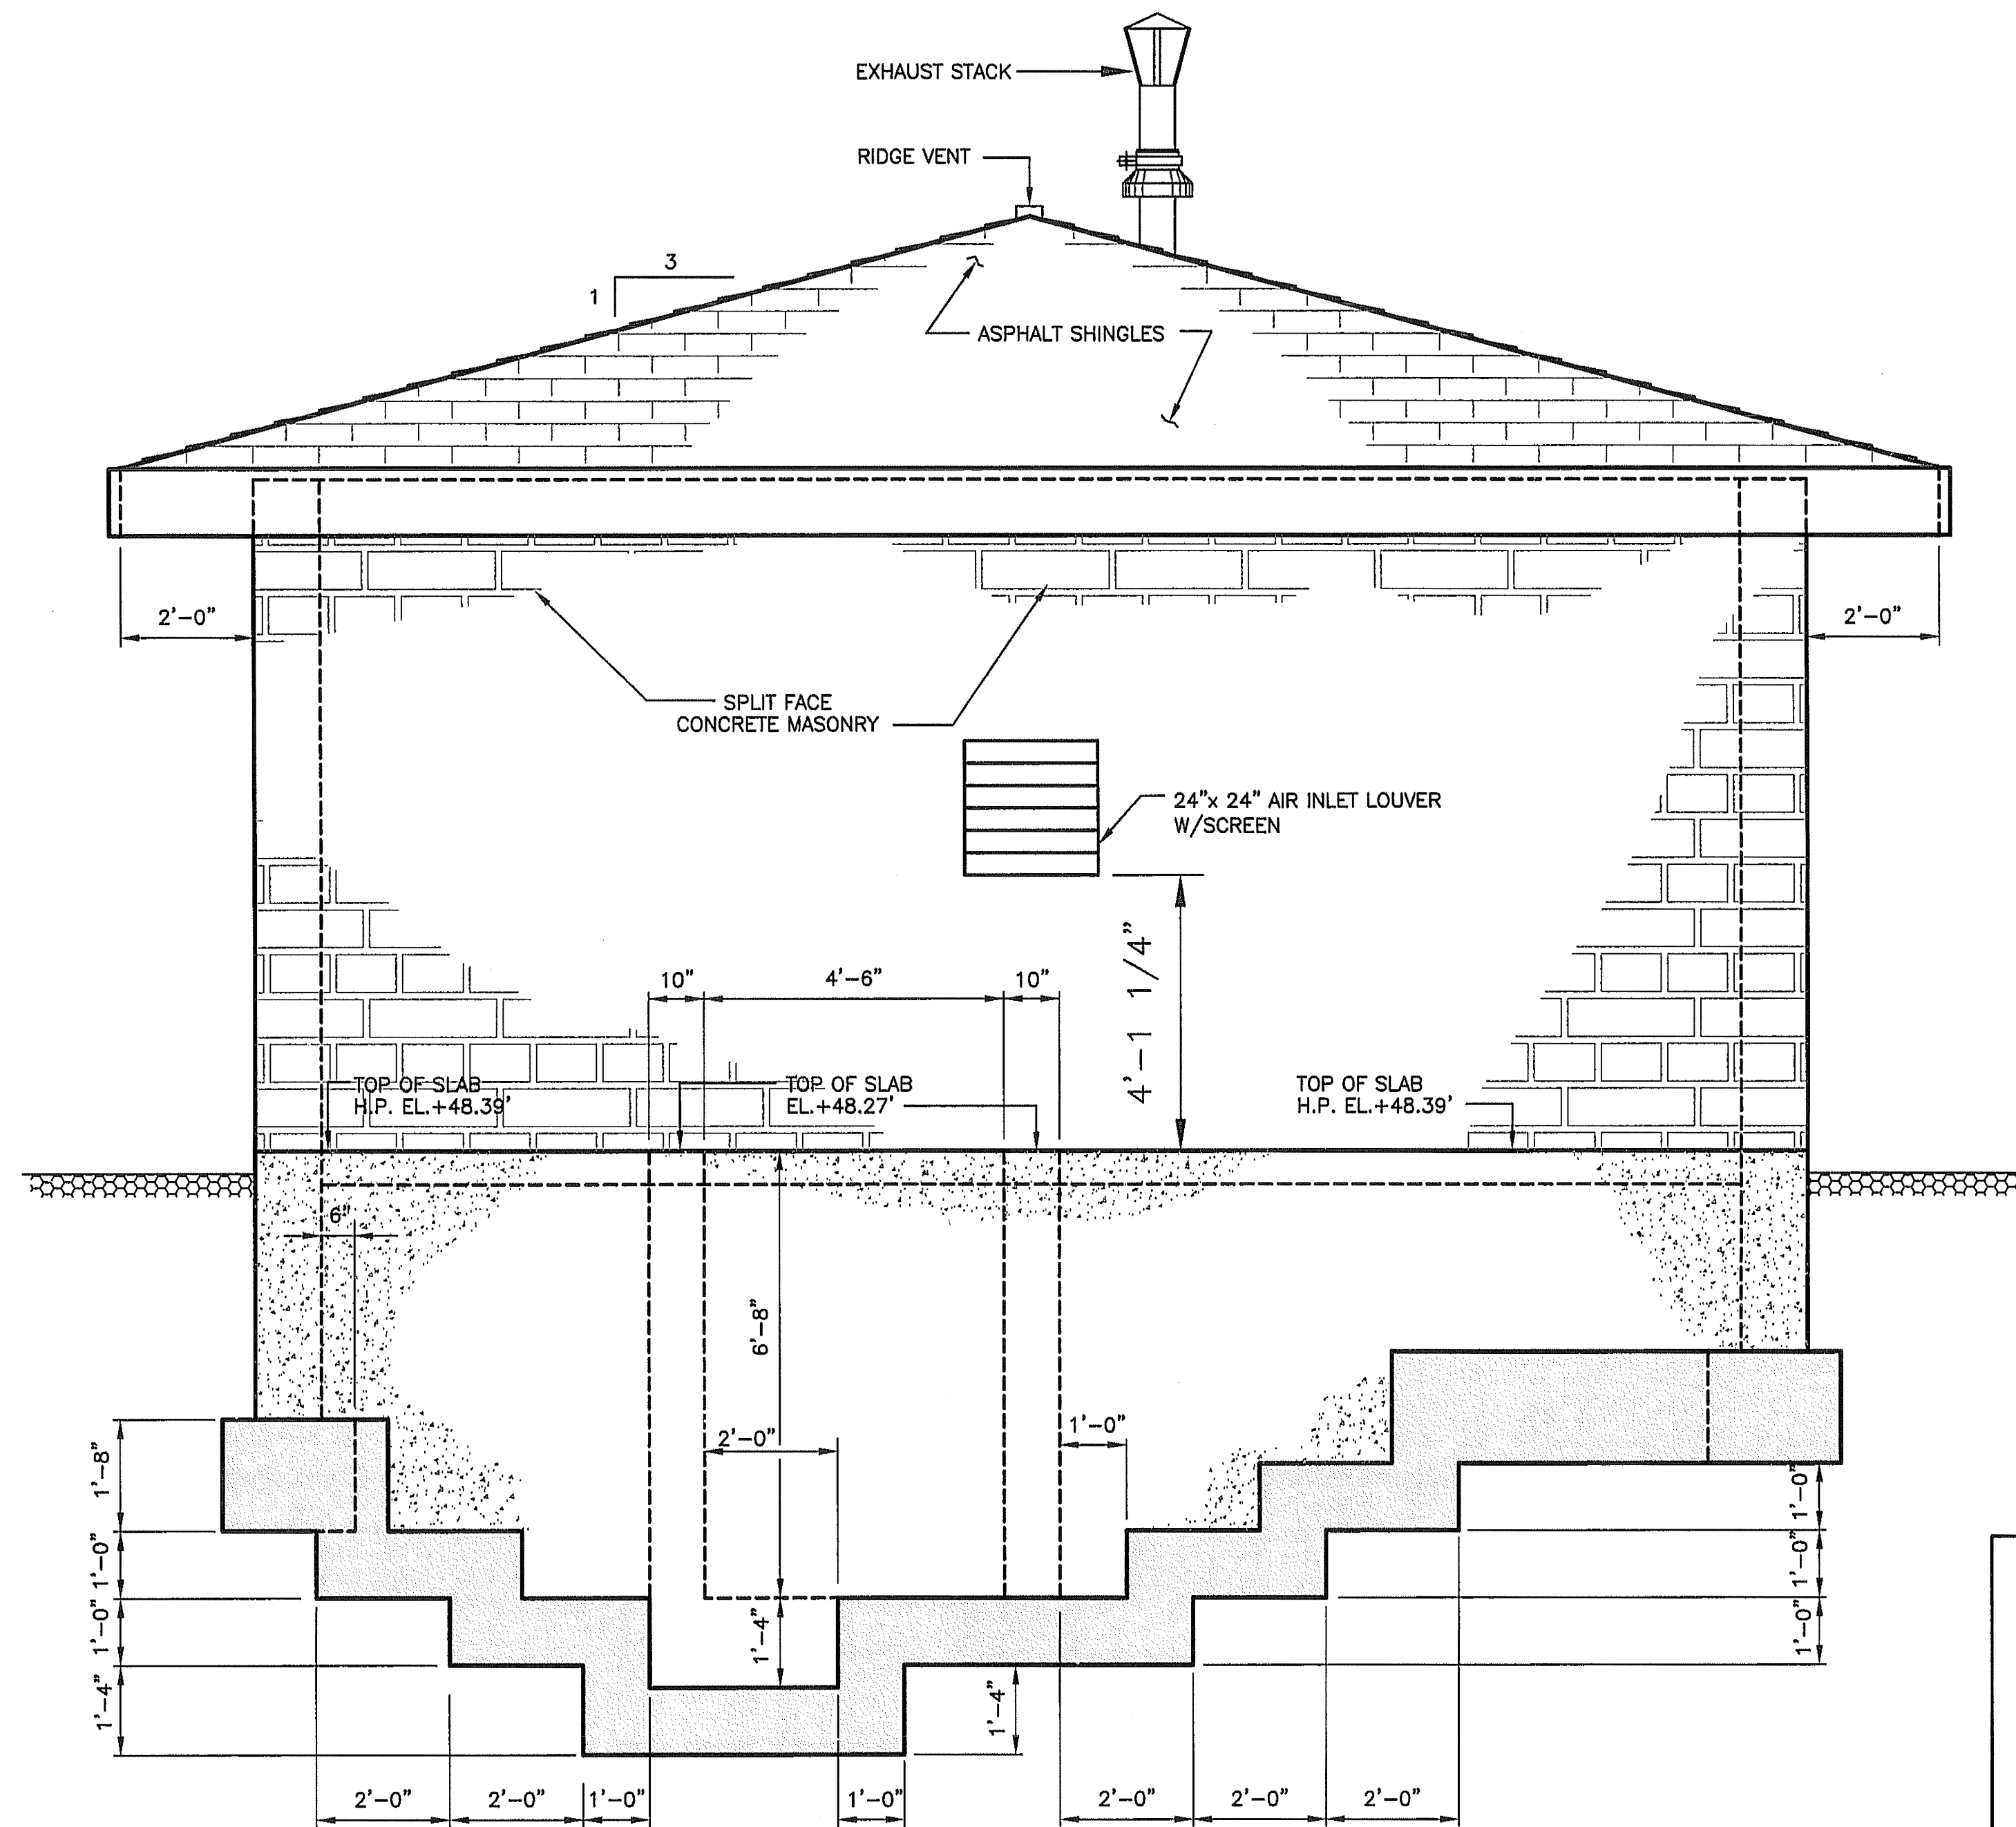 EXHAUST STACK
RIDGE VENT
3
1
ASPHALT SHINGLES
2'-0"
2'-0"
SPLIT FACE
CONCRETE MASONRY
24"x 24" AIR INLET LOUVER
W/SCREEN
4'-1 1/4"
10"
4'-6"
10"
TOP OF SLAB
H.P. EL.+48.39'
TOP OF SLAB
EL.+48.27'
TOP OF SLAB
H.P. EL.+48.39'
6"
6'-8"
2'-0"
1'-0"
1'-8"
1'-0"
1'-0"
1'-4"
1'-4"
1'-4"
1'-0"
1'-0"
1'-0"
2'-0"
2'-0"
1'-0"
1'-0"
2'-0"
2'-0"
2'-0"